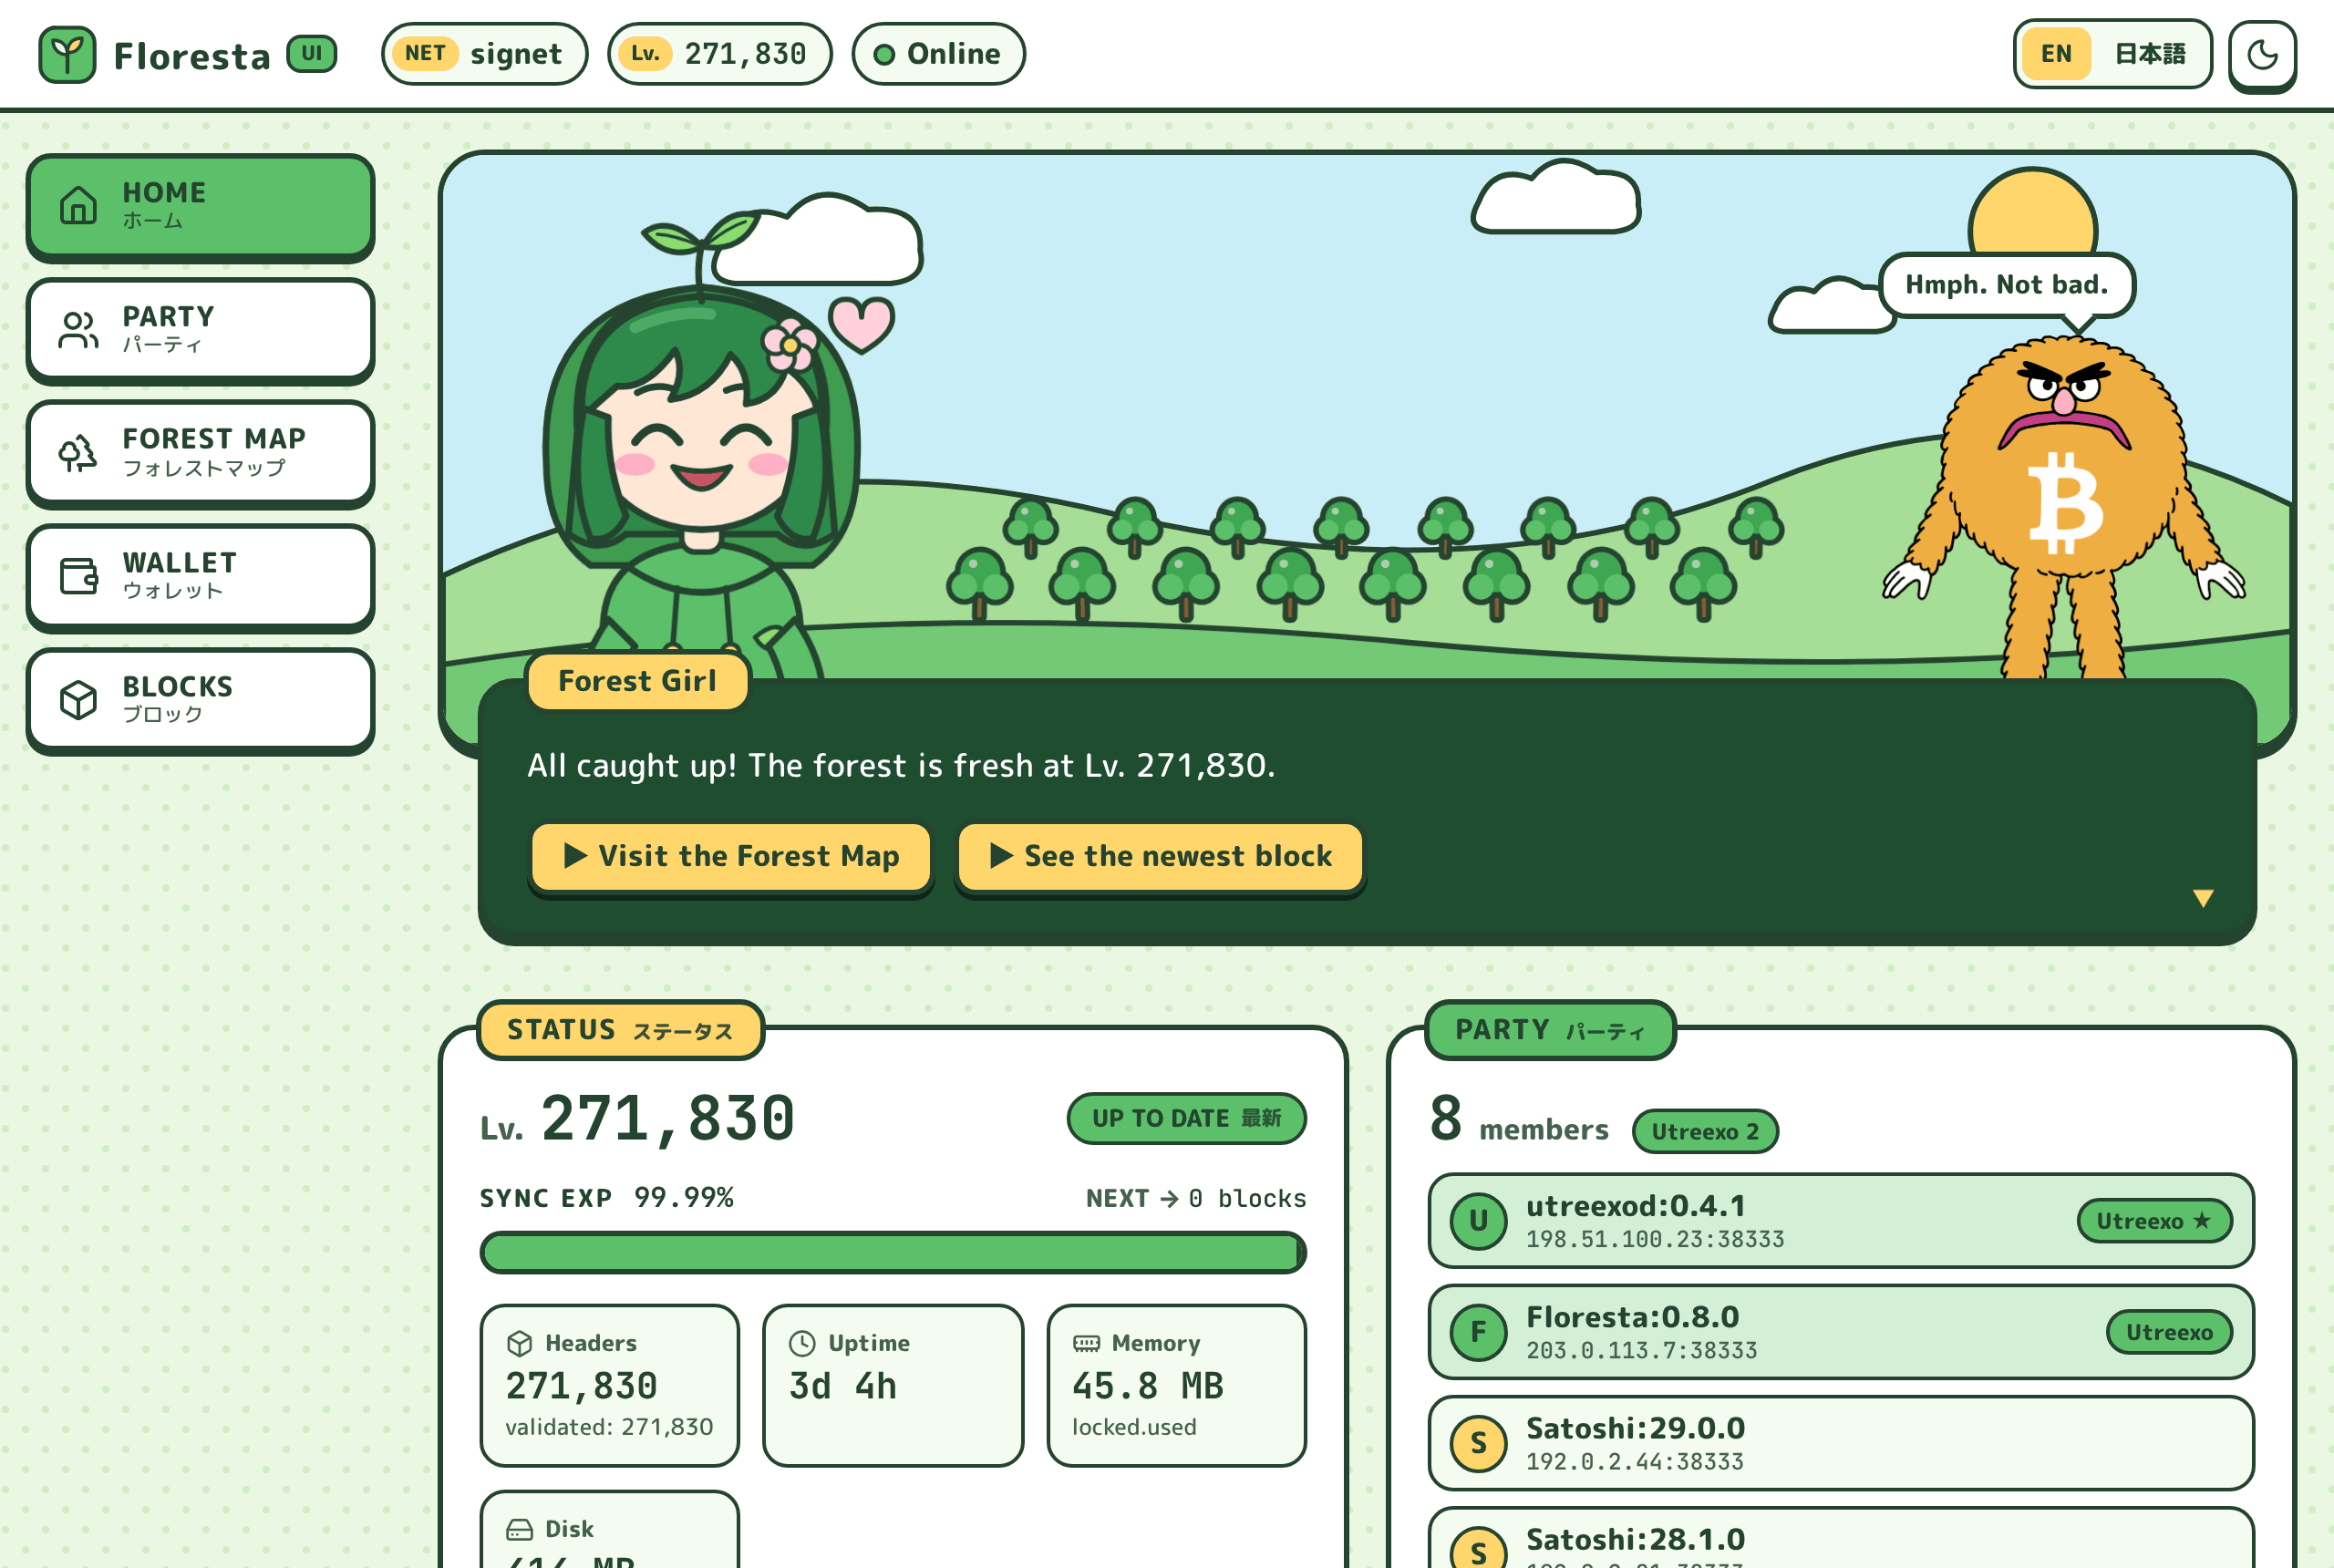 Floresta UI
NET signet
Lv. 271,830
Online
EN 日本語
HOME
ホーム
PARTY
パーティ
FOREST MAP
フォレストマップ
WALLET
ウォレット
BLOCKS
ブロック
Hmph. Not bad.
Forest Girl
All caught up! The forest is fresh at Lv. 271,830.
▶ Visit the Forest Map
▶ See the newest block
STATUS ステータス
Lv. 271,830
UP TO DATE 最新
SYNC EXP 99.99%
NEXT → 0 blocks
Headers
271,830
validated: 271,830
Uptime
3d 4h
Memory
45.8 MB
locked.used
Disk
PARTY パーティ
8 members Utreexo 2
U
utreexod:0.4.1
198.51.100.23:38333
Utreexo ★
F
Floresta:0.8.0
203.0.113.7:38333
Utreexo
S
Satoshi:29.0.0
192.0.2.44:38333
S
Satoshi:28.1.0